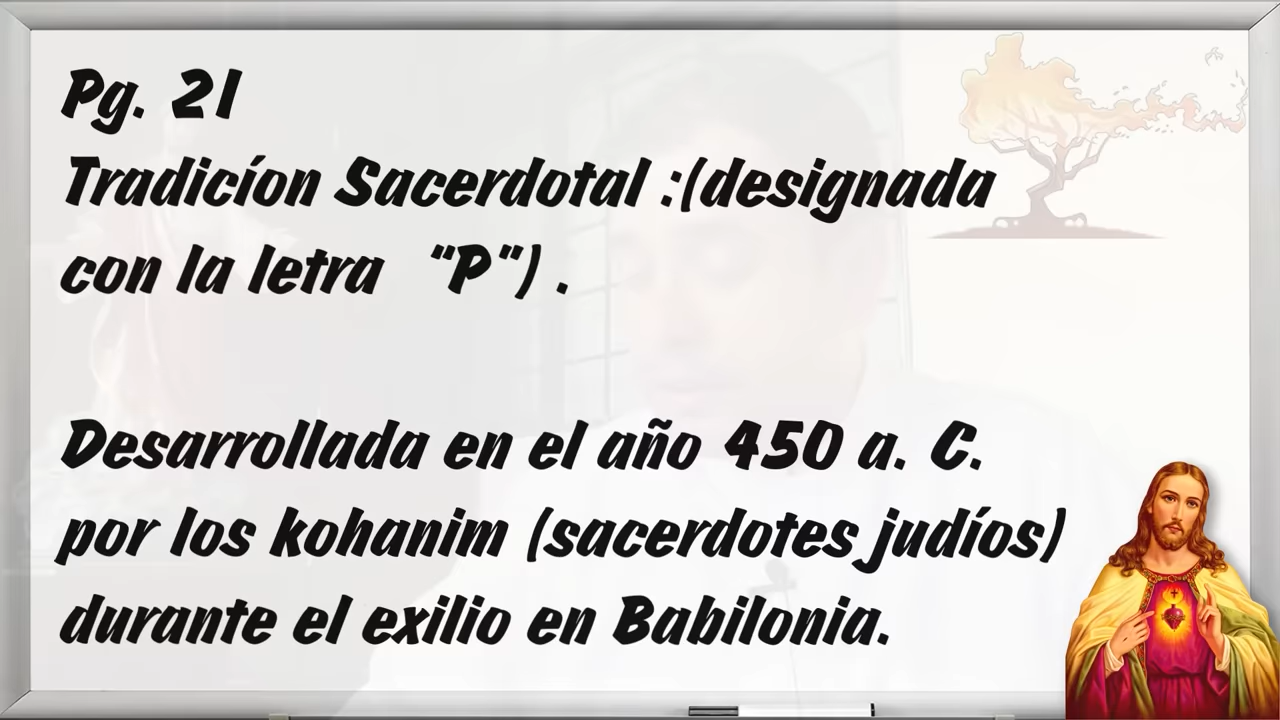 Pg. 21
Tradicíon Sacerdotal :(designada
con la letra “P”) .
Desarrollada en el año 450 a. C.
por los kohanim (sacerdotes judíos)
durante el exilio en Babilonia.